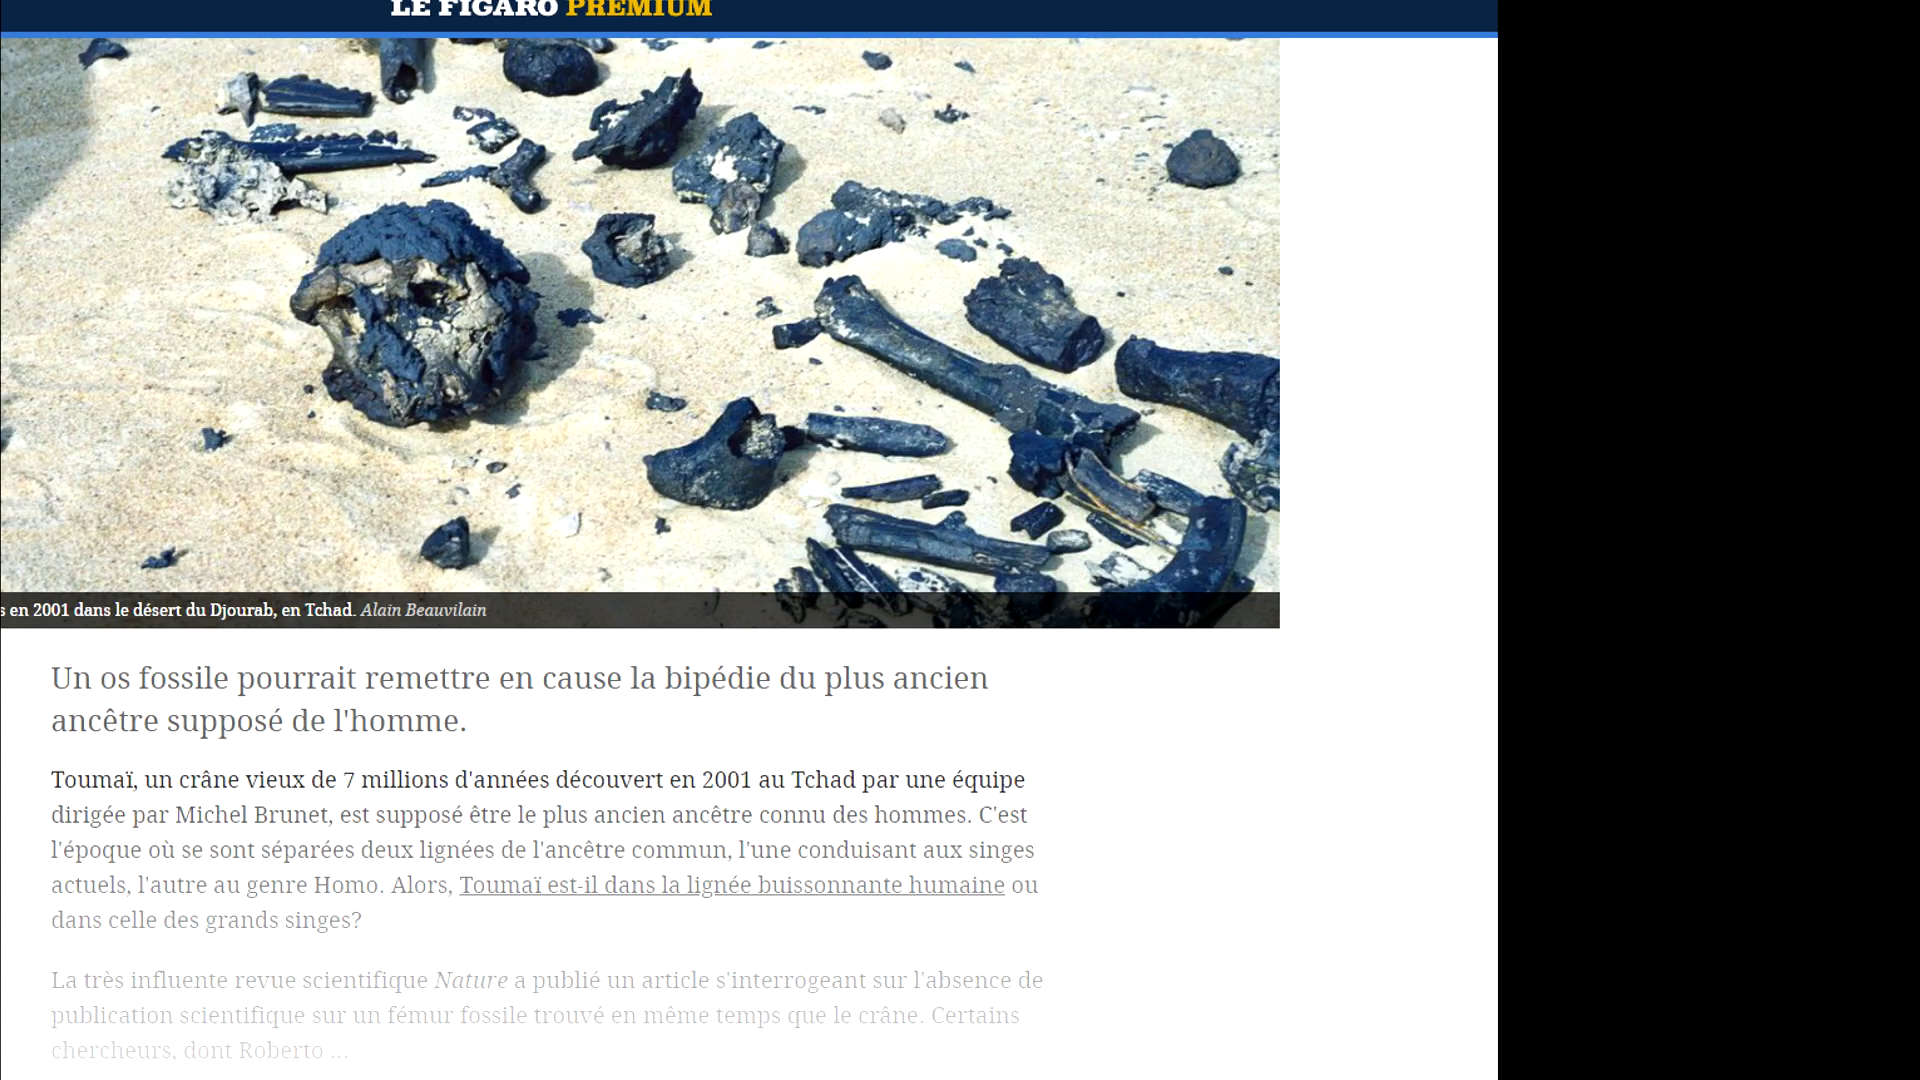 LE FIGARO PREMIUM
en 2001 dans le désert du Djourab, en Tchad. Alain Beauvilain
Un os fossile pourrait remettre en cause la bipédie du plus ancien
ancêtre supposé de l'homme.
Toumaï, un crâne vieux de 7 millions d'années découvert en 2001 au Tchad par une équipe
dirigée par Michel Brunet, est supposé être le plus ancien ancêtre connu des hommes. C'est
l'époque où se sont séparées deux lignées de l'ancêtre commun, l'une conduisant aux singes
actuels, l'autre au genre Homo. Alors, Toumaï est-il dans la lignée buissonnante humaine ou
dans celle des grands singes?
La très influente revue scientifique Nature a publié un article s'interrogeant sur l'absence de
publication scientifique sur un fémur fossile trouvé en même temps que le crâne. Certains
chercheurs, dont Roberto ...